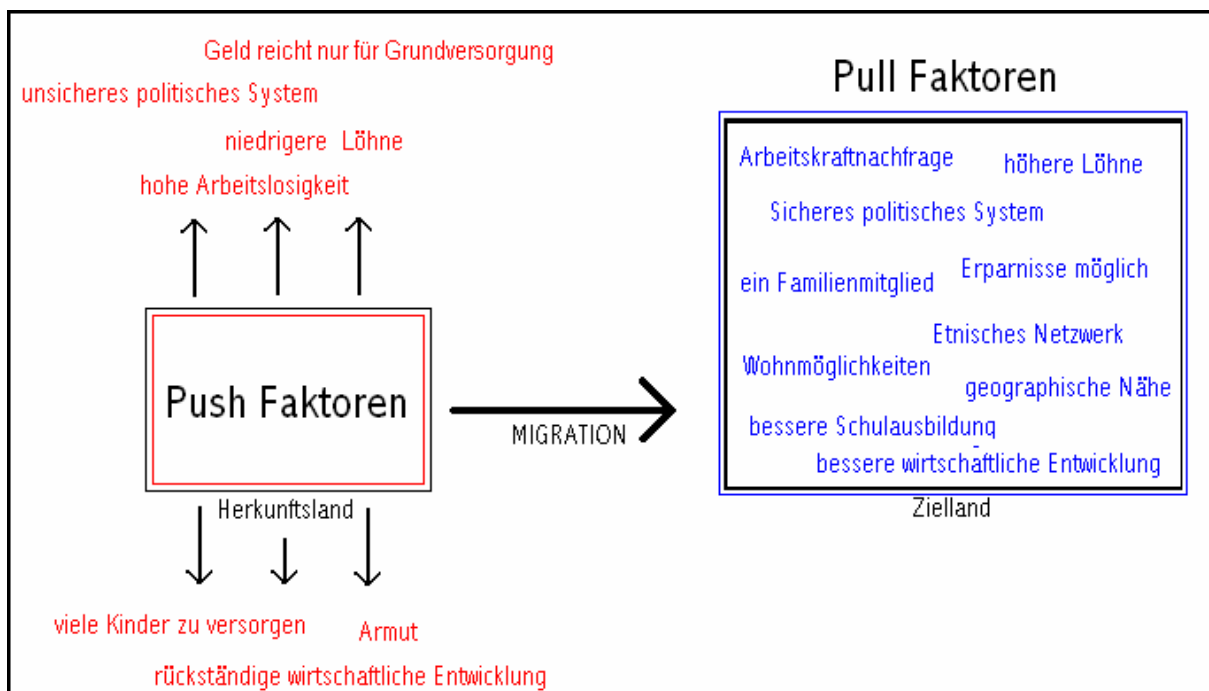 Geld reicht nur für Grundversorgung
unsicheres politisches System
niedrigere Löhne
hohe Arbeitslosigkeit
Push Faktoren
Herkunftsland
viele Kinder zu versorgen
Armut
rückständige wirtschaftliche Entwicklung
MIGRATION
Pull Faktoren
Arbeitskraftnachfrage
höhere Löhne
Sicheres politisches System
ein Familienmitglied
Erparnisse möglich
Etnisches Netzwerk
Wohnmöglichkeiten
geographische Nähe
bessere Schulausbildung
bessere wirtschaftliche Entwicklung
Zielland